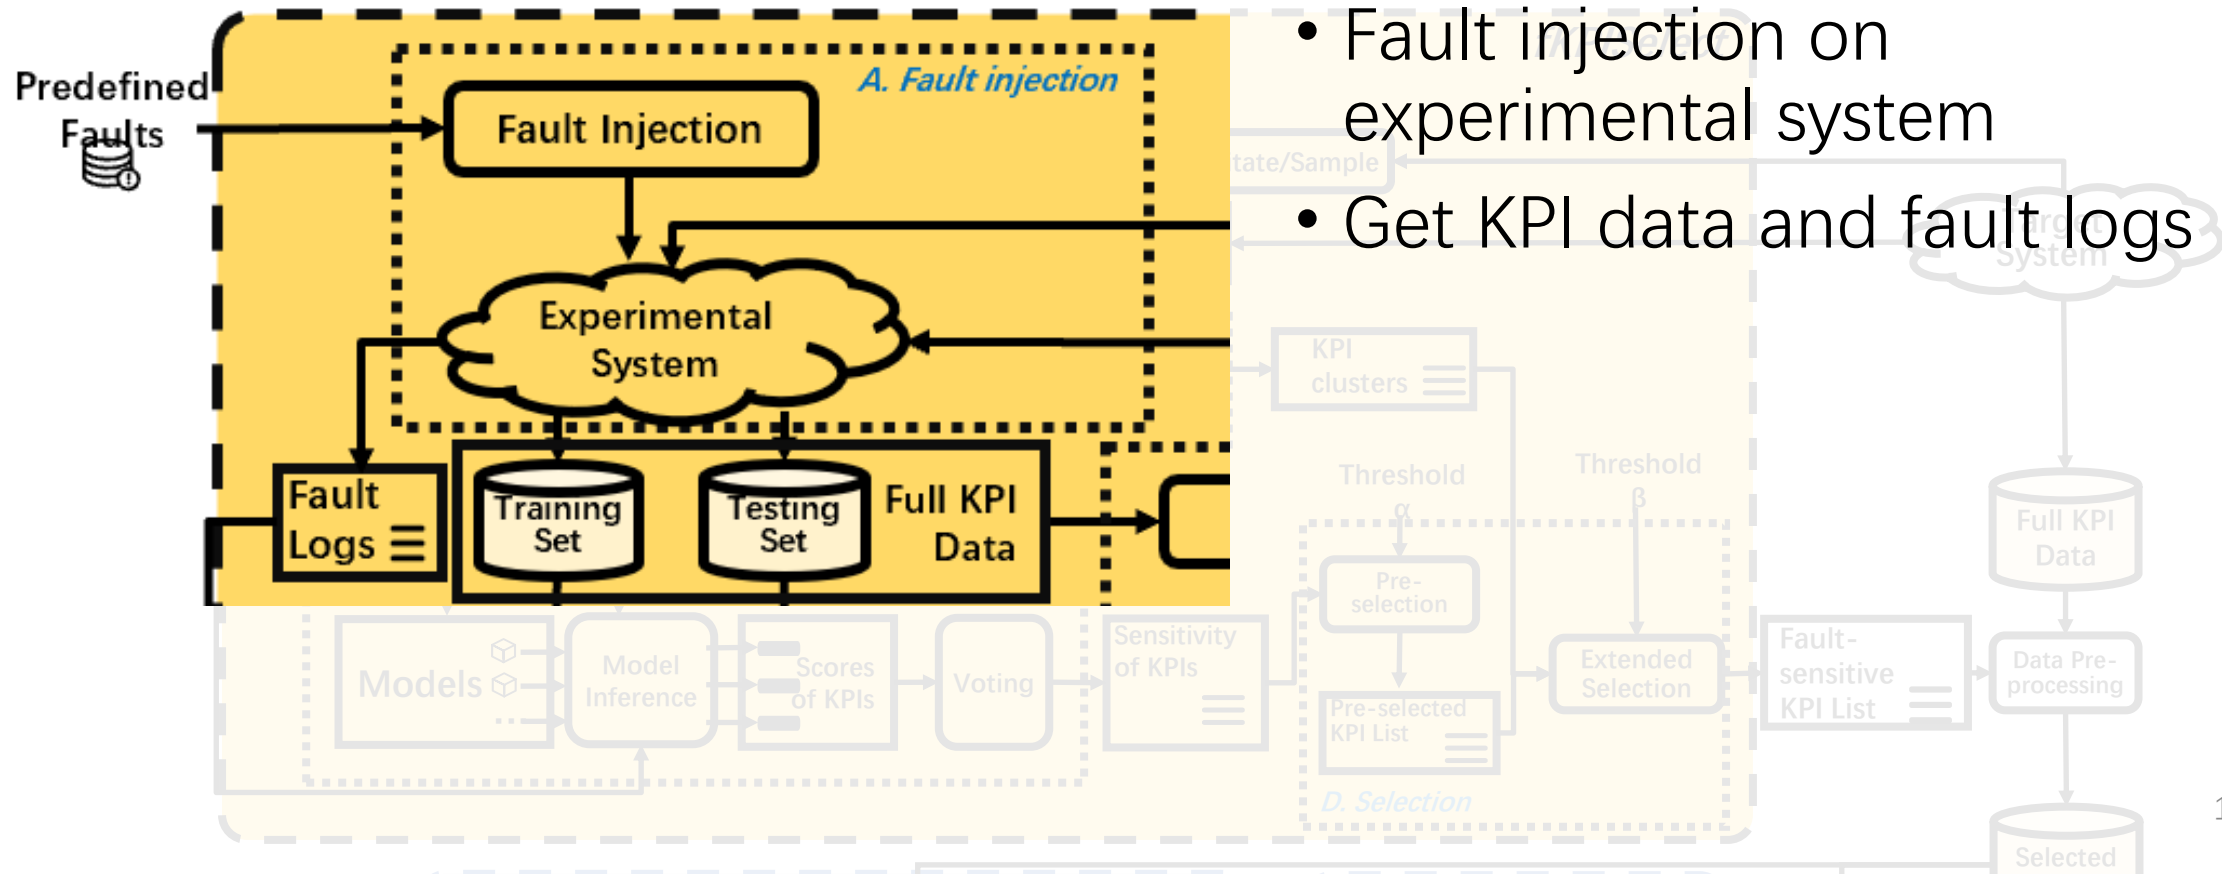 Predefined
Faults
A. Fault injection
Fault Injection
Experimental
System
Fault
Logs
Training
Set
Testing
Set
Full KPI
Data
• Fault injection on
experimental system
• Get KPI data and fault logs
tate/Sample
Target
System
KPI
clusters
Threshold
α
Threshold
β
Full KPI
Data
Pre-
selection
Models
Model
Inference
Scores
of KPIs
Voting
Sensitivity
of KPIs
Pre-selected
KPI List
Extended
Selection
Fault-
sensitive
KPI List
Data Pre-
processing
D. Selection
Selected
1